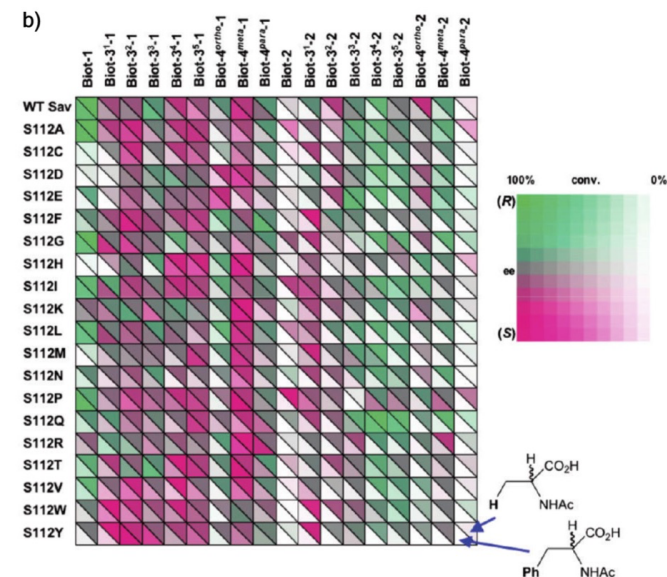 b)
Biot-1
Biot-3¹-1
Biot-3²-1
Biot-3³-1
Biot-3⁴-1
Biot-3⁵-1
Biot-4ortho-1
Biot-4meta-1
Biot-4para-1
Biot-2
Biot-3¹-2
Biot-3²-2
Biot-3³-2
Biot-3⁴-2
Biot-3⁵-2
Biot-4ortho-2
Biot-4meta-2
Biot-4para-2
WT Sav
S112A
S112C
S112D
S112E
S112F
S112G
S112H
S112I
S112K
S112L
S112M
S112N
S112P
S112Q
S112R
S112T
S112V
S112W
S112Y
100% conv. 0%
(R)
ee
(S)
H
CO₂H
H
NHAc
H
CO₂H
Ph
NHAc